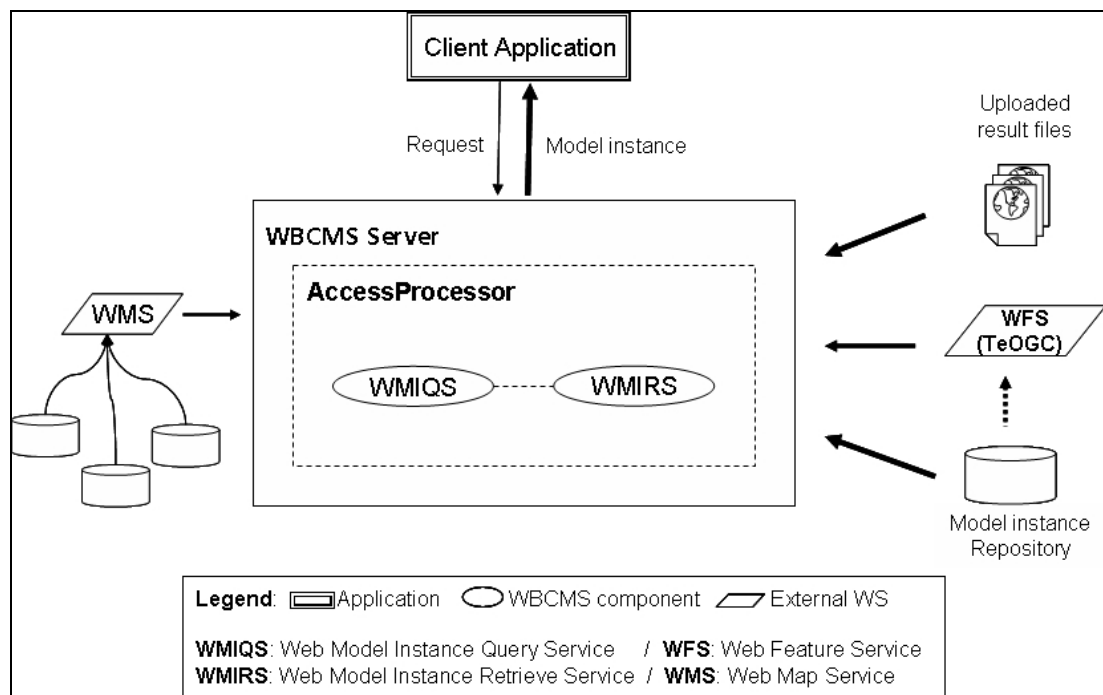 Client Application
Uploaded
result files
Request
Model instance
WBCMS Server
AccessProcessor
WMS
WFS
(TeOGC)
WMIQS
WMIRS
Model instance
Repository
Legend: Application WBCMS component External WS
WMIQS: Web Model Instance Query Service / WFS: Web Feature Service
WMIRS: Web Model Instance Retrieve Service / WMS: Web Map Service